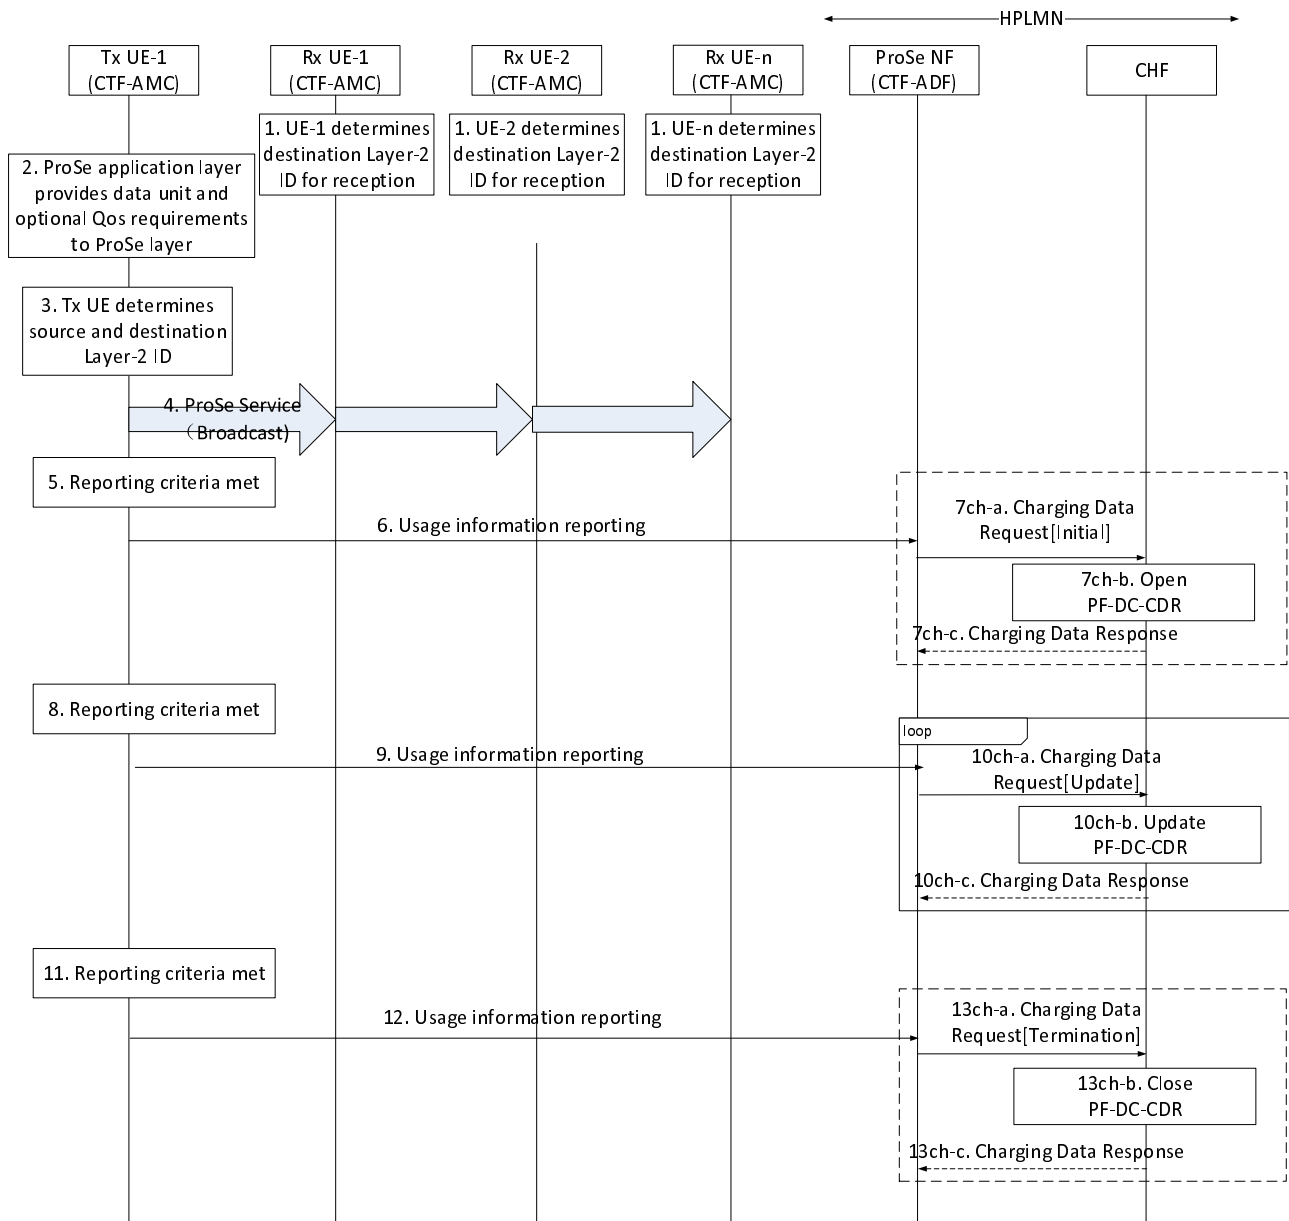 HPLMN
Tx UE-1
(CTF-AMC)
Rx UE-1
(CTF-AMC)
Rx UE-2
(CTF-AMC)
Rx UE-n
(CTF-AMC)
ProSe NF
(CTF-ADF)
CHF
1. UE-1 determines
destination Layer-2
ID for reception
1. UE-2 determines
destination Layer-2
ID for reception
1. UE-n determines
destination Layer-2
ID for reception
2. ProSe application layer
provides data unit and
optional Qos requirements
to ProSe layer
3. Tx UE determines
source and destination
Layer-2 ID
4. ProSe Service
（Broadcast)
5. Reporting criteria met
6. Usage information reporting
7ch-a. Charging Data
Request[Initial]
7ch-b. Open
PF-DC-CDR
7ch-c. Charging Data Response
8. Reporting criteria met
loop
9. Usage information reporting
10ch-a. Charging Data
Request[Update]
10ch-b. Update
PF-DC-CDR
10ch-c. Charging Data Response
11. Reporting criteria met
12. Usage information reporting
13ch-a. Charging Data
Request[Termination]
13ch-b. Close
PF-DC-CDR
13ch-c. Charging Data Response